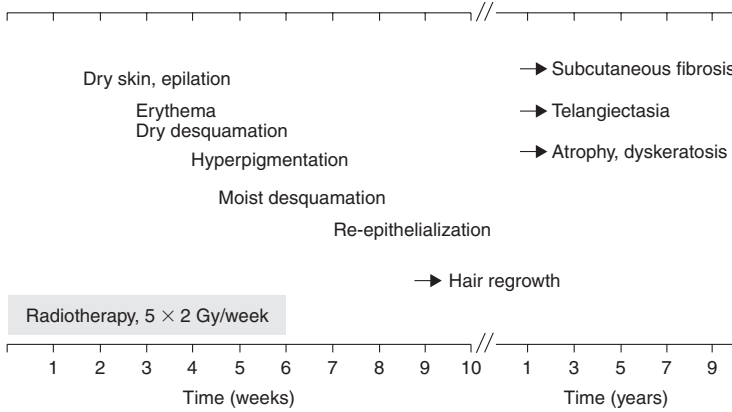 Dry skin, epilation
Subcutaneous fibrosis
Erythema
Telangiectasia
Dry desquamation
Hyperpigmentation
Atrophy, dyskeratosis
Moist desquamation
Re-epithelialization
Hair regrowth
Radiotherapy, 5 × 2 Gy/week
1 2 3 4 5 6 7 8 9 10 1 3 5 7 9
Time (weeks) Time (years)